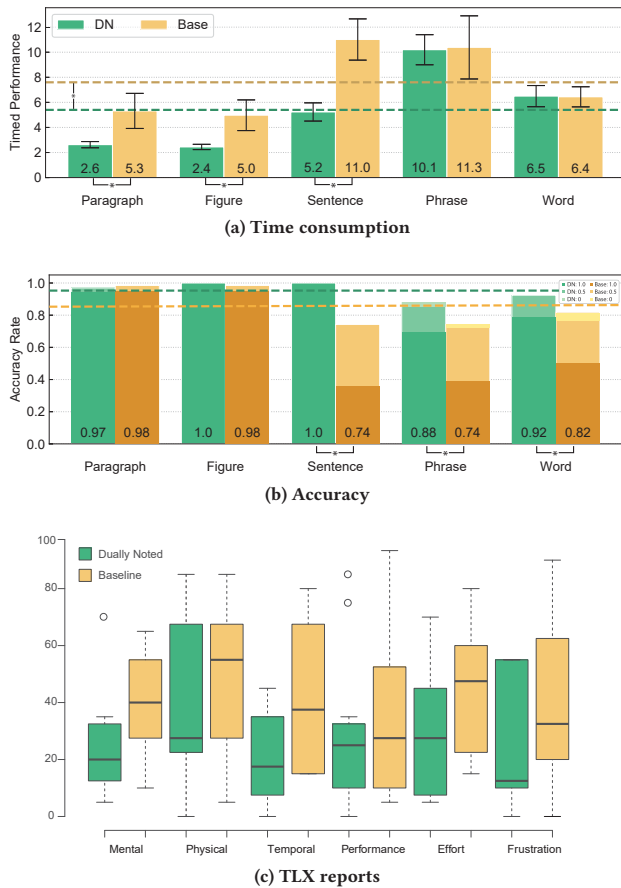 DN Base
Timed Performance
12
10
8
6
4
2
0
*
2.6 5.3 2.4 5.0 5.2 11.0 10.1 11.3 6.5 6.4
* * *
Paragraph Figure Sentence Phrase Word
(a) Time consumption
Accuracy Rate
1.0
0.8
0.6
0.4
0.2
0.0
DN: 1.0 Base: 1.0
DN: 0.5 Base: 0.5
DN: 0 Base: 0
0.97 0.98 1.0 0.98 1.0 0.74 0.88 0.74 0.92 0.82
* * *
Paragraph Figure Sentence Phrase Word
(b) Accuracy
100
80
60
40
20
0
Dually Noted
Baseline
Mental Physical Temporal Performance Effort Frustration
(c) TLX reports